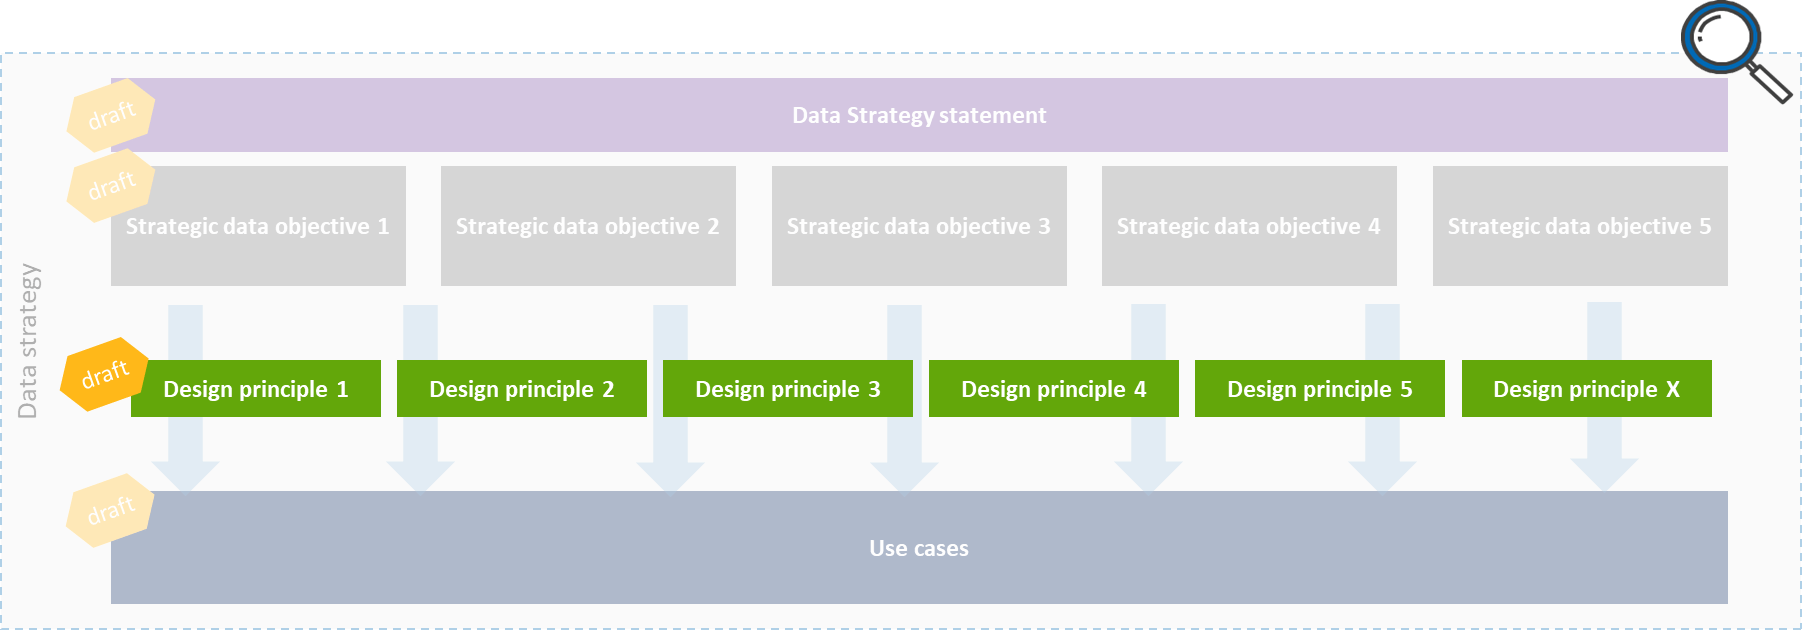 draft
Data Strategy statement
draft
Strategic data objective 1
Strategic data objective 2
Strategic data objective 3
Strategic data objective 4
Strategic data objective 5
Data strategy
draft
Design principle 1
Design principle 2
Design principle 3
Design principle 4
Design principle 5
Design principle X
draft
Use cases